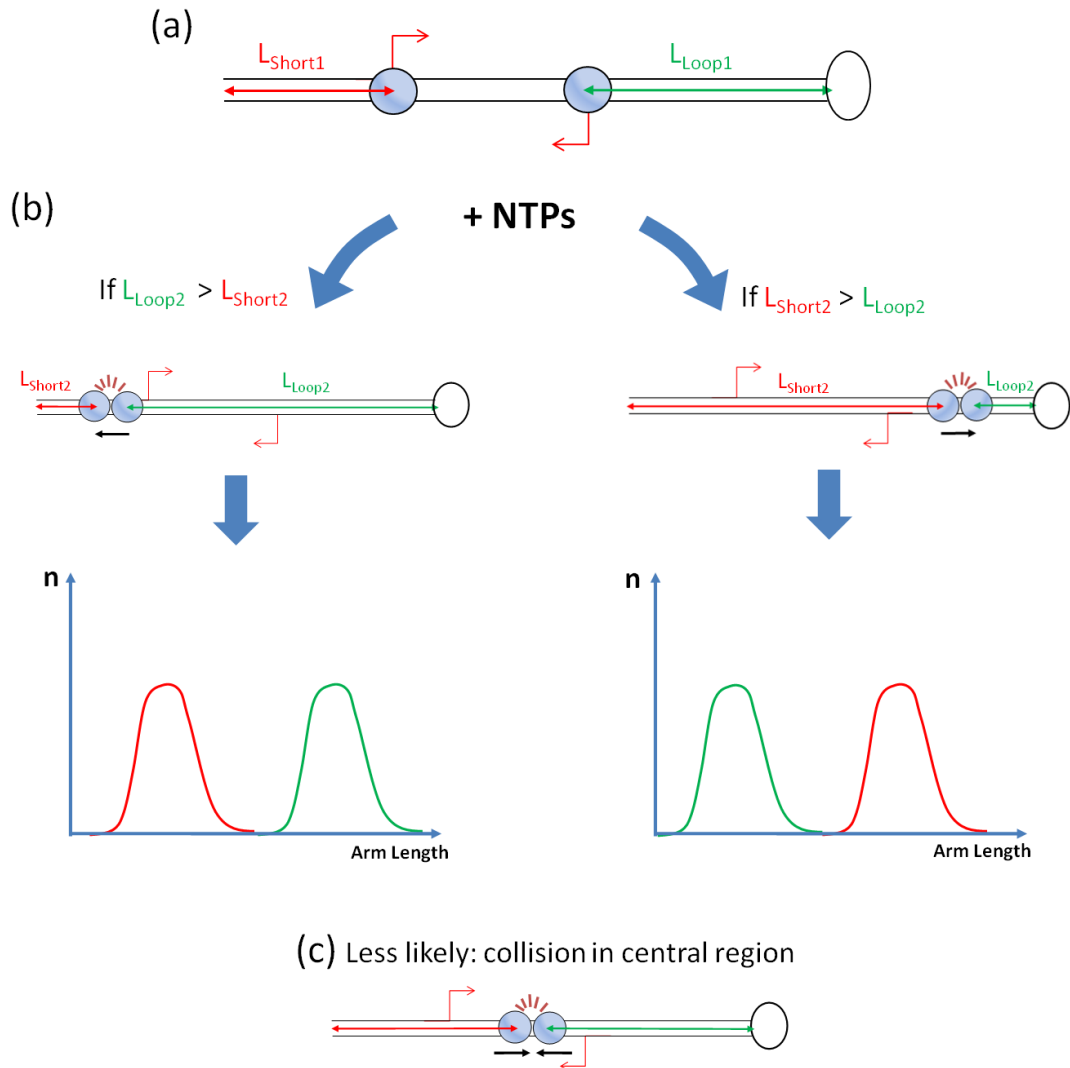 (a)
LShort1
LLoop1
(b)
+ NTPs
If LLoop2 > LShort2
If LShort2 > LLoop2
LShort2
LLoop2
LShort2
LLoop2
n
Arm Length
n
Arm Length
(c) Less likely: collision in central region